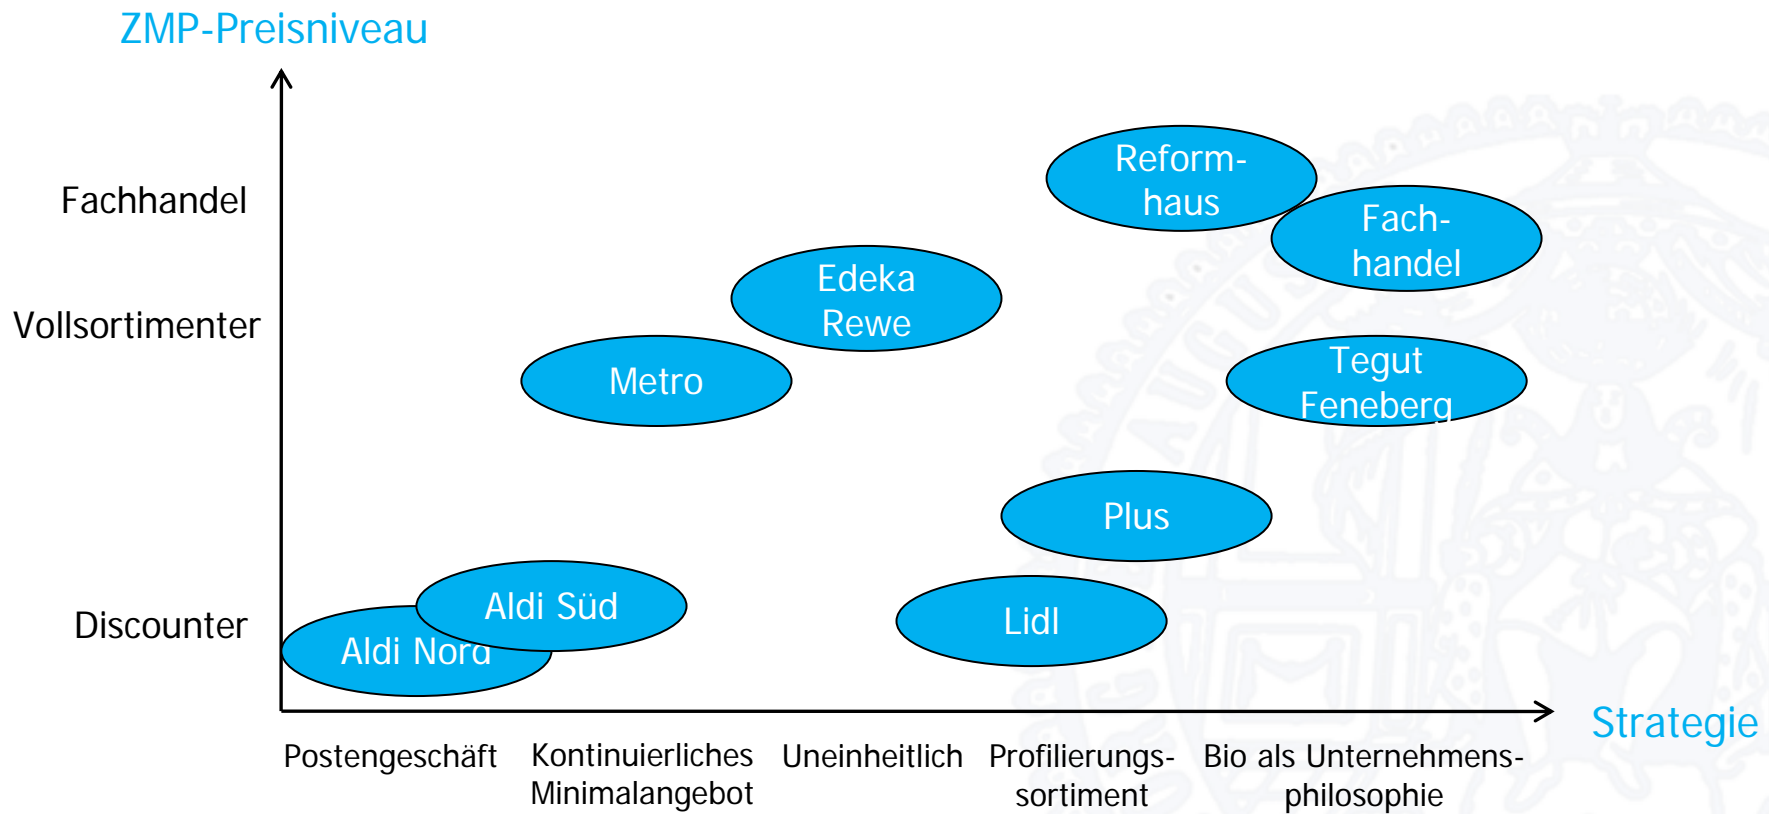 ZMP-Preisniveau
Fachhandel
Vollsortimenter
Discounter
Reform-
haus
Fach-
handel
Edeka
Rewe
Metro
Tegut
Feneberg
Plus
Aldi Süd
Lidl
Aldi Nord
Strategie
Postengeschäft
Kontinuierliches
Minimalangebot
Uneinheitlich
Profilierungs-
sortiment
Bio als Unternehmens-
philosophie